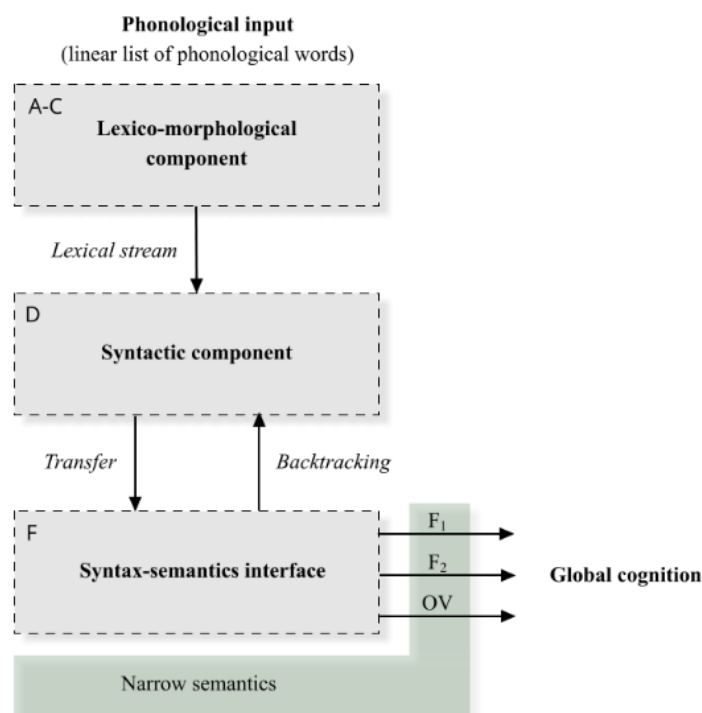 Phonological input
(linear list of phonological words)
A-C
Lexico-morphological
component
Lexical stream
D
Syntactic component
Transfer
Backtracking
F
Syntax-semantics interface
F₁
F₂
OV
Global cognition
Narrow semantics